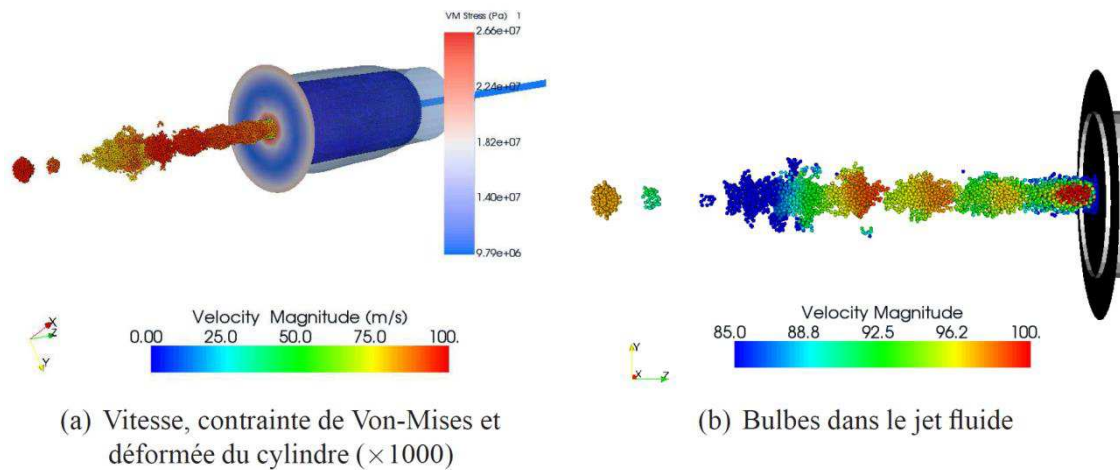 VM Stress (Pa) 1
2.66e+07
2.24e+07
1.82e+07
1.40e+07
9.79e+06
X
Z
Y
Velocity Magnitude (m/s)
0.00 25.0 50.0 75.0 100.
(a) Vitesse, contrainte de Von-Mises et
déformée du cylindre (×1000)
Y
X Z
Velocity Magnitude
85.0 88.8 92.5 96.2 100.
(b) Bulbes dans le jet fluide